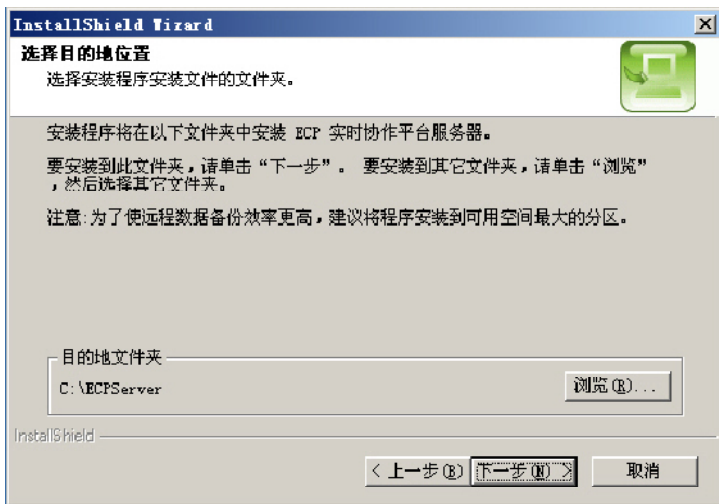 InstallShield Wizard
选择目的地位置
选择安装程序安装文件的文件夹。
安装程序将在以下文件夹中安装 ECP 实时协作平台服务器。
要安装到此文件夹，请单击“下一步”。 要安装到其它文件夹，请单击“浏览”
，然后选择其它文件夹。
注意:为了使远程数据备份效率更高，建议将程序安装到可用空间最大的分区。
目的地文件夹
C:\ECPServer
浏览(R)...
InstallShield
< 上一步(B)
下一步(N) >
取消